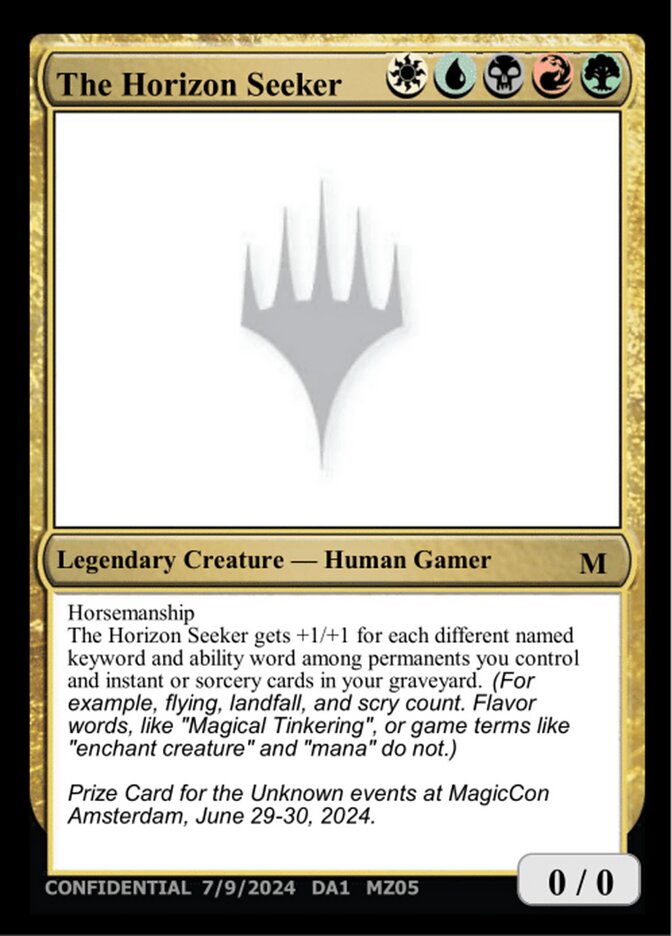 The Horizon Seeker
Legendary Creature — Human Gamer M
Horsemanship
The Horizon Seeker gets +1/+1 for each different named
keyword and ability word among permanents you control
and instant or sorcery cards in your graveyard. (For
example, flying, landfall, and scry count. Flavor
words, like "Magical Tinkering", or game terms like
"enchant creature" and "mana" do not.)
Prize Card for the Unknown events at MagicCon
Amsterdam, June 29-30, 2024.
CONFIDENTIAL 7/9/2024 DA1 MZ05
0 / 0